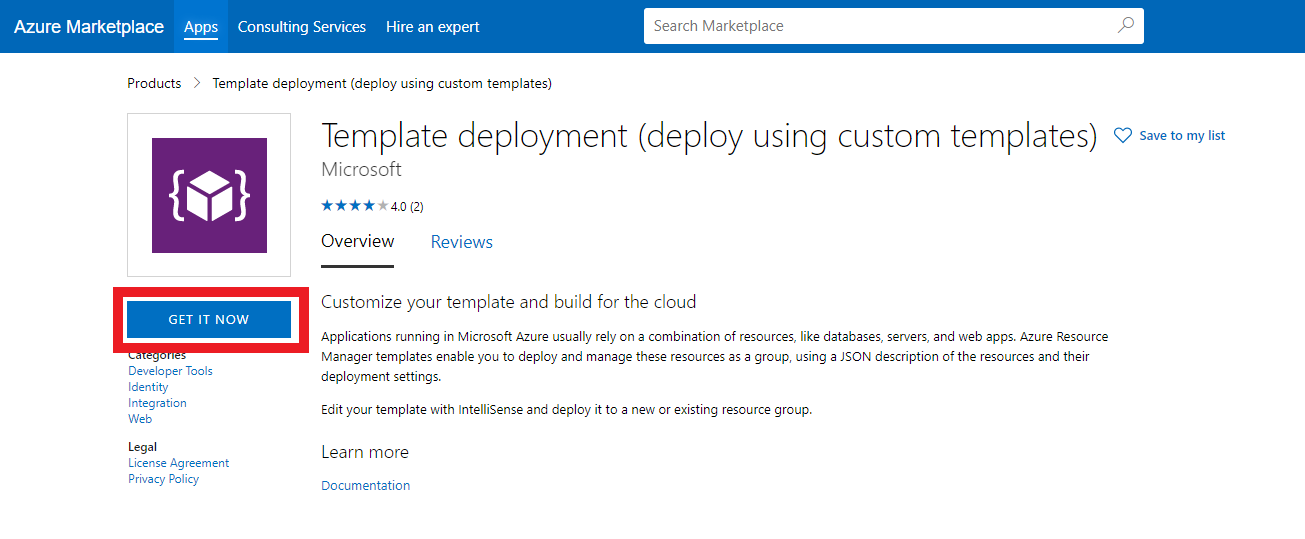 Azure Marketplace Apps Consulting Services Hire an expert Search Marketplace
Products > Template deployment (deploy using custom templates)
Template deployment (deploy using custom templates) Save to my list
Microsoft
4.0 (2)
Overview Reviews
GET IT NOW
Categories
Developer Tools
Identity
Integration
Web
Legal
License Agreement
Privacy Policy
Customize your template and build for the cloud
Applications running in Microsoft Azure usually rely on a combination of resources, like databases, servers, and web apps. Azure Resource
Manager templates enable you to deploy and manage these resources as a group, using a JSON description of the resources and their
deployment settings.
Edit your template with IntelliSense and deploy it to a new or existing resource group.
Learn more
Documentation